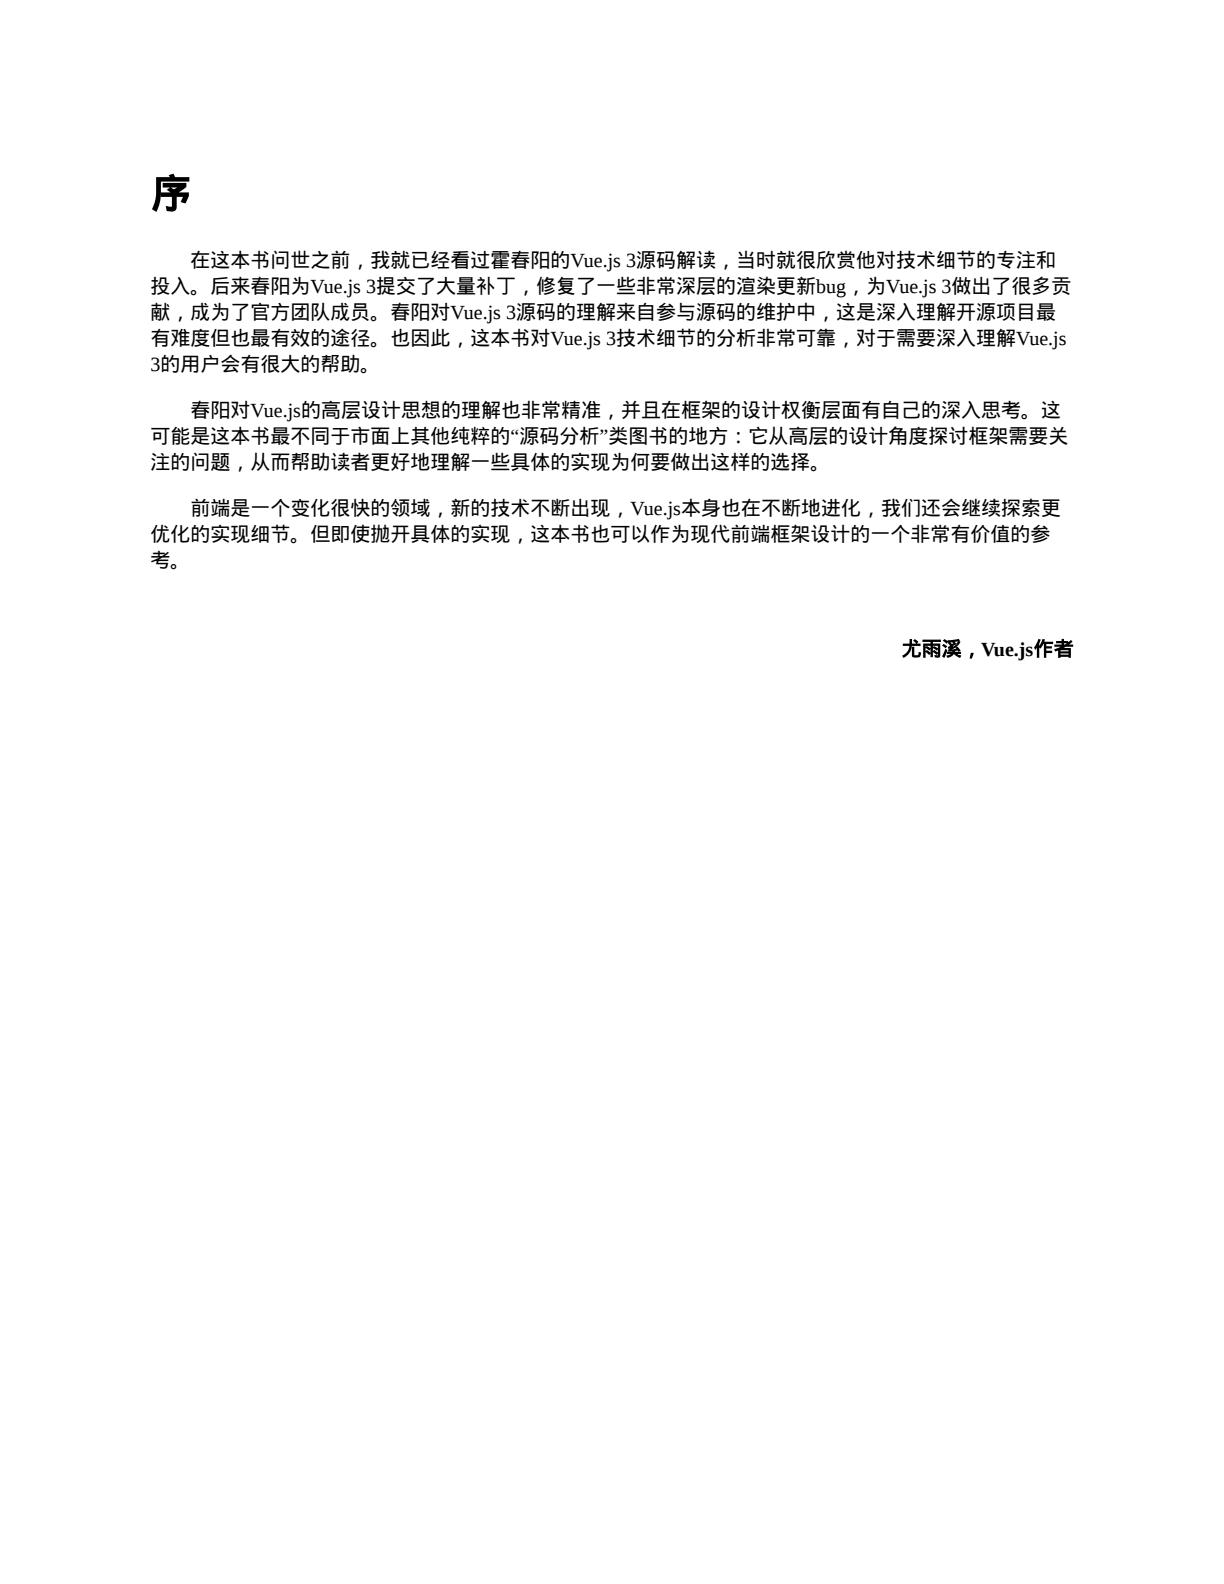 序
在这本书问世之前，我就已经看过霍春阳的Vue.js 3源码解读，当时就很欣赏他对技术细节的专注和
投入。后来春阳为Vue.js 3提交了大量补丁，修复了一些非常深层的渲染更新bug，为Vue.js 3做出了很多贡
献，成为了官方团队成员。春阳对Vue.js 3源码的理解来自参与源码的维护中，这是深入理解开源项目最
有难度但也最有效的途径。也因此，这本书对Vue.js 3技术细节的分析非常可靠，对于需要深入理解Vue.js
3的用户会有很大的帮助。
春阳对Vue.js的高层设计思想的理解也非常精准，并且在框架的设计权衡层面有自己的深入思考。这
可能是这本书最不同于市面上其他纯粹的“源码分析”类图书的地方：它从高层的设计角度探讨框架需要关
注的问题，从而帮助读者更好地理解一些具体的实现为何要做出这样的选择。
前端是一个变化很快的领域，新的技术不断出现，Vue.js本身也在不断地进化，我们还会继续探索更
优化的实现细节。但即使抛开具体的实现，这本书也可以作为现代前端框架设计的一个非常有价值的参
考。
尤雨溪，Vue.js作者